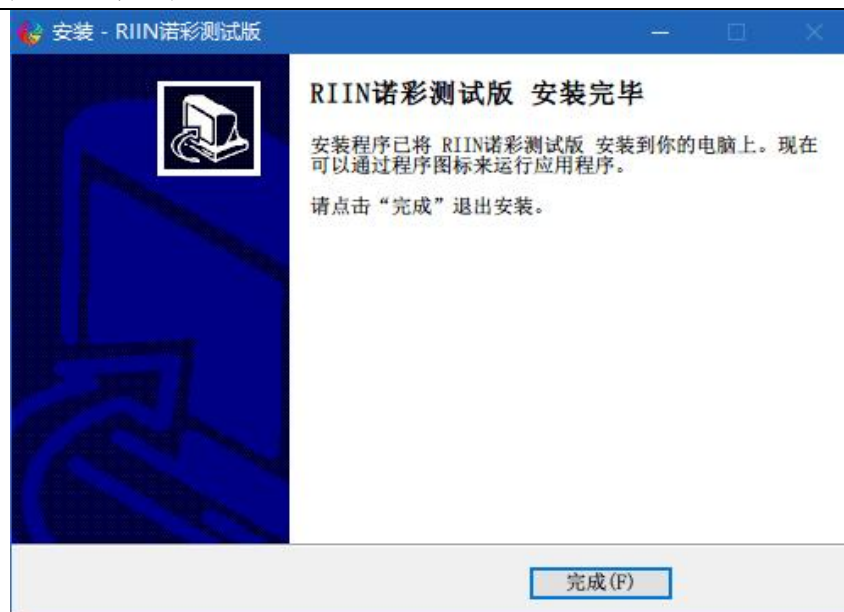 安装 - RIIN诺彩测试版
RIIN诺彩测试版 安装完毕
安装程序已将 RIIN诺彩测试版 安装到你的电脑上。现在
可以通过程序图标来运行应用程序。
请点击“完成”退出安装。
完成(F)